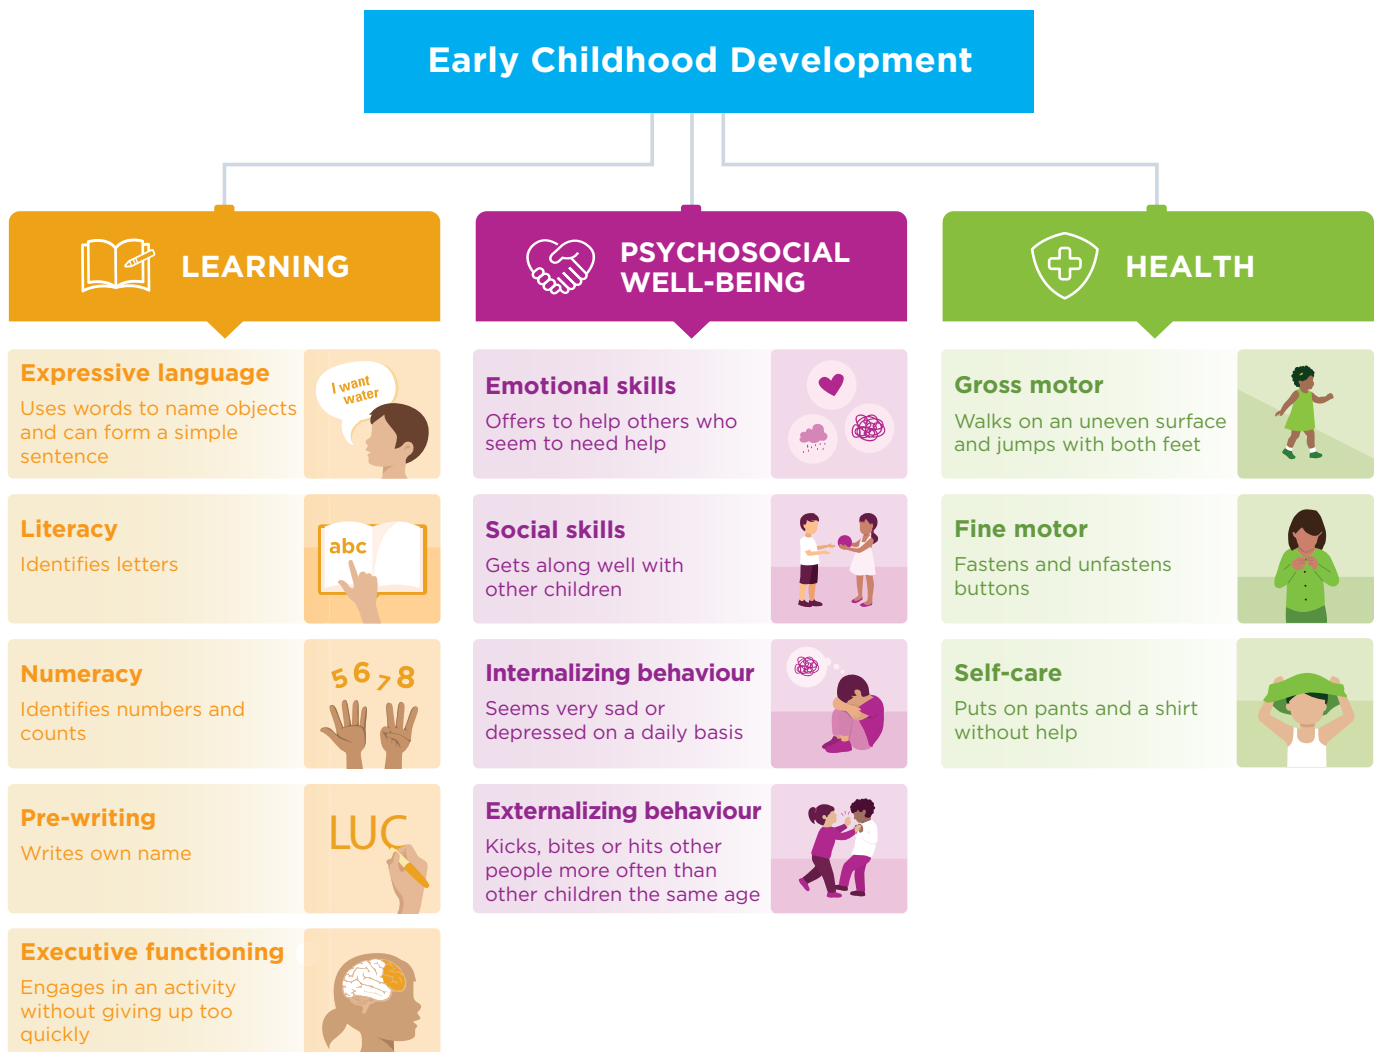 Early Childhood Development
LEARNING
Expressive language
Uses words to name objects
and can form a simple
sentence
I want
water
Literacy
Identifies letters
abc
Numeracy
Identifies numbers and
counts
5 6 7 8
Pre-writing
Writes own name
LUC
Executive functioning
Engages in an activity
without giving up too
quickly
PSYCHOSOCIAL
WELL-BEING
Emotional skills
Offers to help others who
seem to need help
Social skills
Gets along well with
other children
Internalizing behaviour
Seems very sad or
depressed on a daily basis
Externalizing behaviour
Kicks, bites or hits other
people more often than
other children the same age
HEALTH
Gross motor
Walks on an uneven surface
and jumps with both feet
Fine motor
Fastens and unfastens
buttons
Self-care
Puts on pants and a shirt
without help